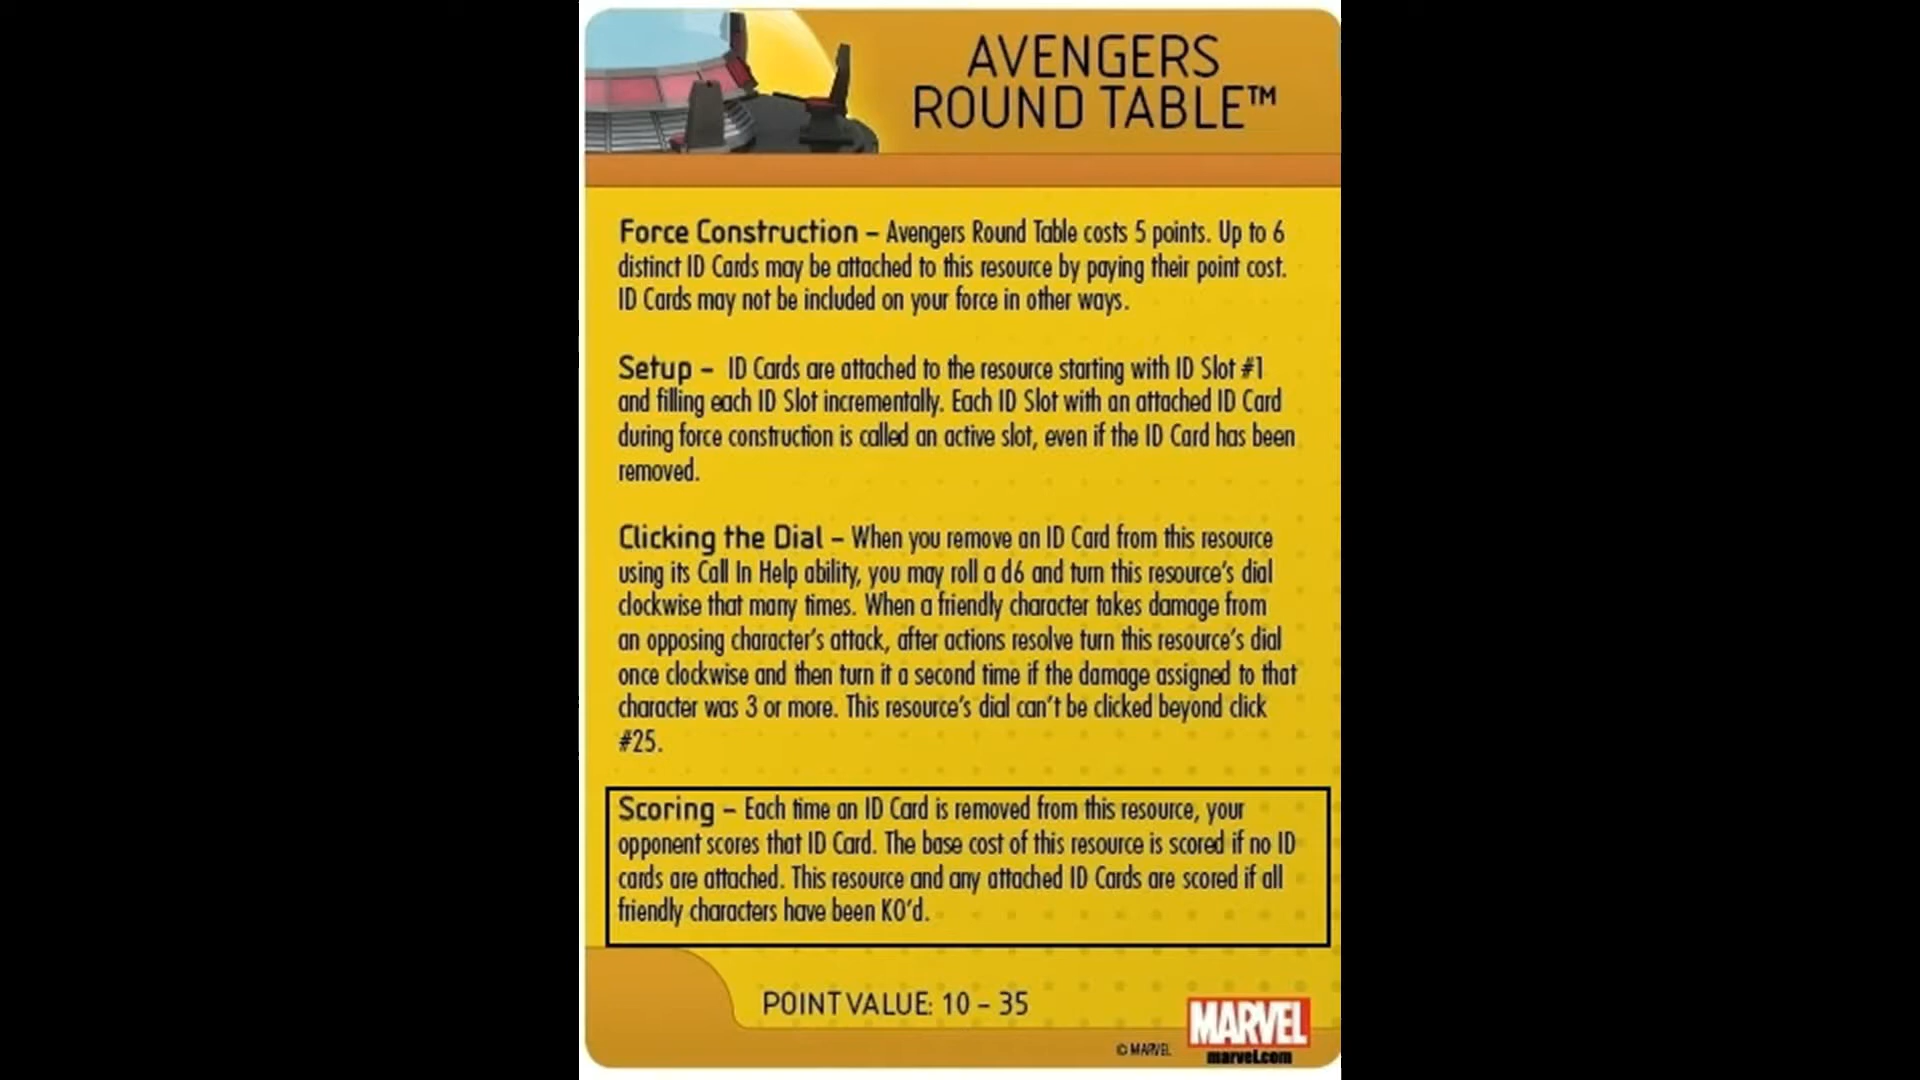 AVENGERS
ROUND TABLE™
Force Construction – Avengers Round Table costs 5 points. Up to 6
distinct ID Cards may be attached to this resource by paying their point cost.
ID Cards may not be included on your force in other ways.
Setup – ID Cards are attached to the resource starting with ID Slot #1
and filling each ID Slot incrementally. Each ID Slot with an attached ID Card
during force construction is called an active slot, even if the ID Card has been
removed.
Clicking the Dial – When you remove an ID Card from this resource
using its Call In Help ability, you may roll a d6 and turn this resource's dial
clockwise that many times. When a friendly character takes damage from
an opposing character's attack, after actions resolve turn this resource's dial
once clockwise and then turn it a second time if the damage assigned to that
character was 3 or more. This resource's dial can't be clicked beyond click
#25.
Scoring – Each time an ID Card is removed from this resource, your
opponent scores that ID Card. The base cost of this resource is scored if no ID
cards are attached. This resource and any attached ID Cards are scored if all
friendly characters have been KO'd.
POINT VALUE: 10 – 35
MARVEL
© MARVEL
marvel.com